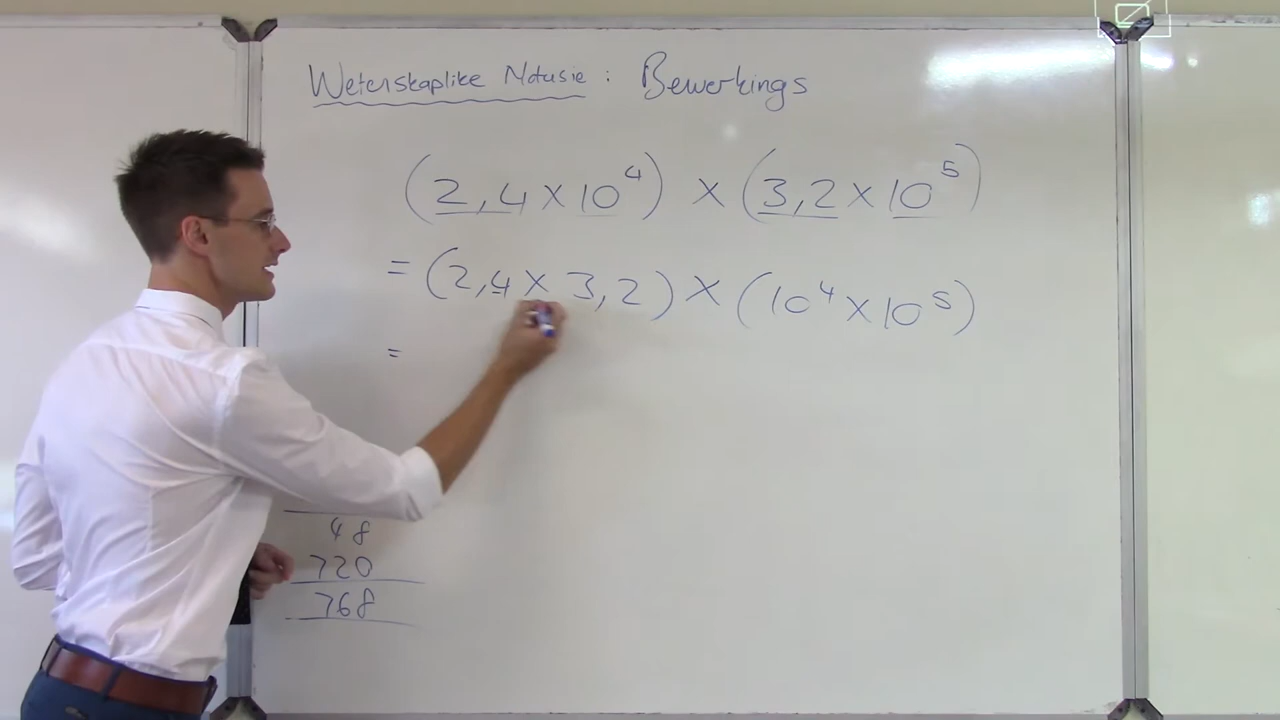 Wetenskaplike Notasie : Bewerkings
(2,4 × 10⁴) × (3,2 × 10⁵)
= (2,4 × 3,2) × (10⁴ × 10⁵)
=
48
720
768